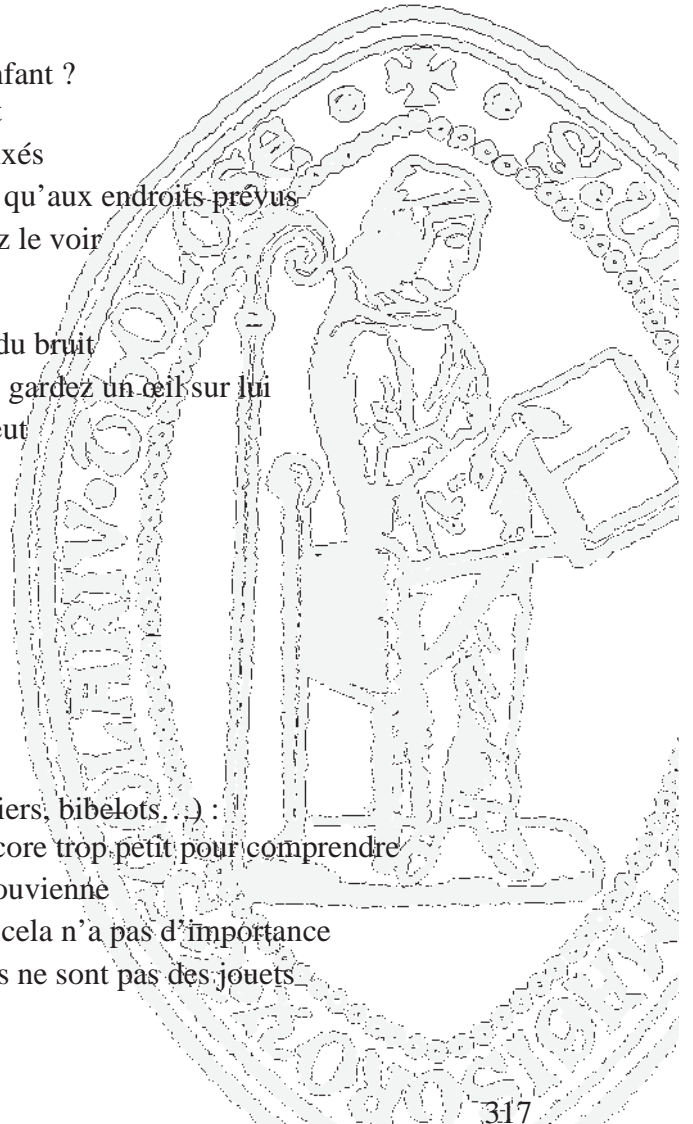 nfant ?
t
ixés
qu’aux endroits prévus
z le voir
du bruit
gardez un œil sur lui
eut
iers, bibelots…) :
core trop petit pour comprendre
ouvienne
cela n’a pas d’importance
s ne sont pas des jouets
317